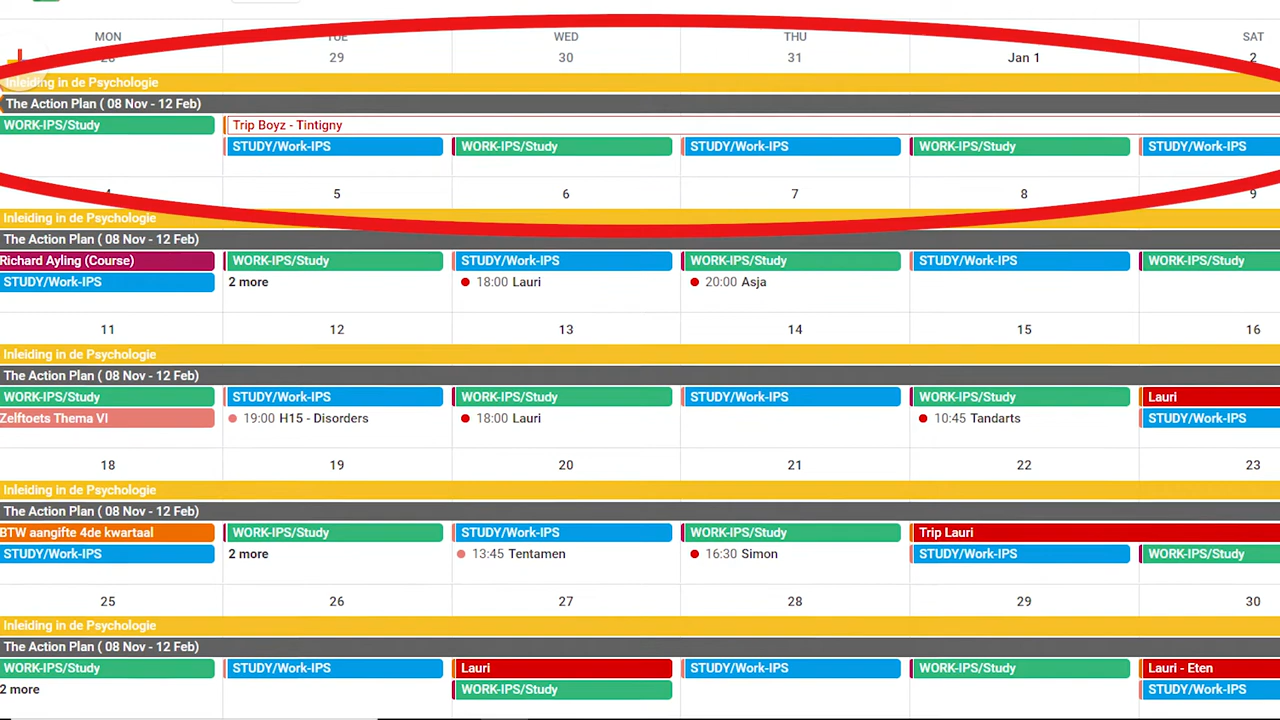 MON TUE WED THU SAT
28 29 30 31 Jan 1 2
Inleiding in de Psychologie
The Action Plan ( 08 Nov - 12 Feb)
WORK-IPS/Study Trip Boyz - Tintigny
STUDY/Work-IPS WORK-IPS/Study STUDY/Work-IPS WORK-IPS/Study STUDY/Work-IPS
4 5 6 7 8 9
Inleiding in de Psychologie
The Action Plan ( 08 Nov - 12 Feb)
Richard Ayling (Course) WORK-IPS/Study STUDY/Work-IPS WORK-IPS/Study STUDY/Work-IPS WORK-IPS/Study
STUDY/Work-IPS 2 more 18:00 Lauri 20:00 Asja
11 12 13 14 15 16
Inleiding in de Psychologie
The Action Plan ( 08 Nov - 12 Feb)
WORK-IPS/Study STUDY/Work-IPS WORK-IPS/Study STUDY/Work-IPS WORK-IPS/Study Lauri
Zelftoets Thema VI 19:00 H15 - Disorders 18:00 Lauri 10:45 Tandarts STUDY/Work-IPS
18 19 20 21 22 23
Inleiding in de Psychologie
The Action Plan ( 08 Nov - 12 Feb)
BTW aangifte 4de kwartaal WORK-IPS/Study STUDY/Work-IPS WORK-IPS/Study Trip Lauri
STUDY/Work-IPS 2 more 13:45 Tentamen 16:30 Simon STUDY/Work-IPS WORK-IPS/Study
25 26 27 28 29 30
Inleiding in de Psychologie
The Action Plan ( 08 Nov - 12 Feb)
WORK-IPS/Study STUDY/Work-IPS Lauri STUDY/Work-IPS WORK-IPS/Study Lauri - Eten
2 more WORK-IPS/Study STUDY/Work-IPS